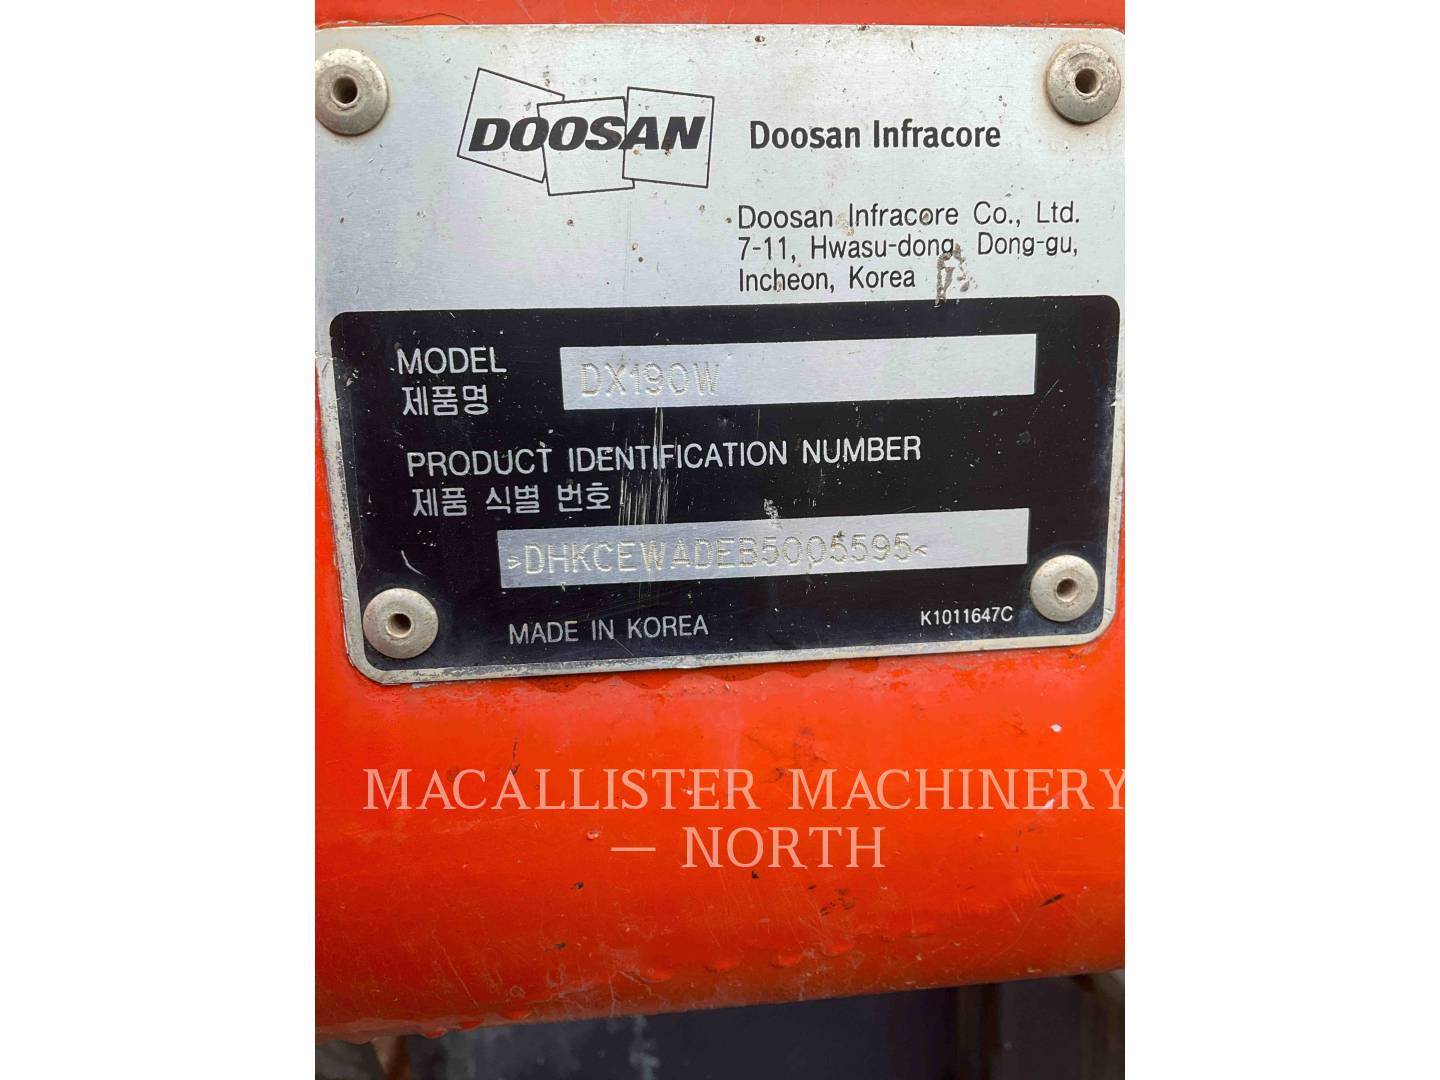 DOOSAN Doosan Infracore
Doosan Infracore Co., Ltd.
7-11, Hwasu-dong, Dong-gu,
Incheon, Korea
MODEL DX190W
제품명
PRODUCT IDENTIFICATION NUMBER
제품 식별 번호
>DHKCEWADEB5005595<
MADE IN KOREA K1011647C
MACALLISTER MACHINERY
— NORTH